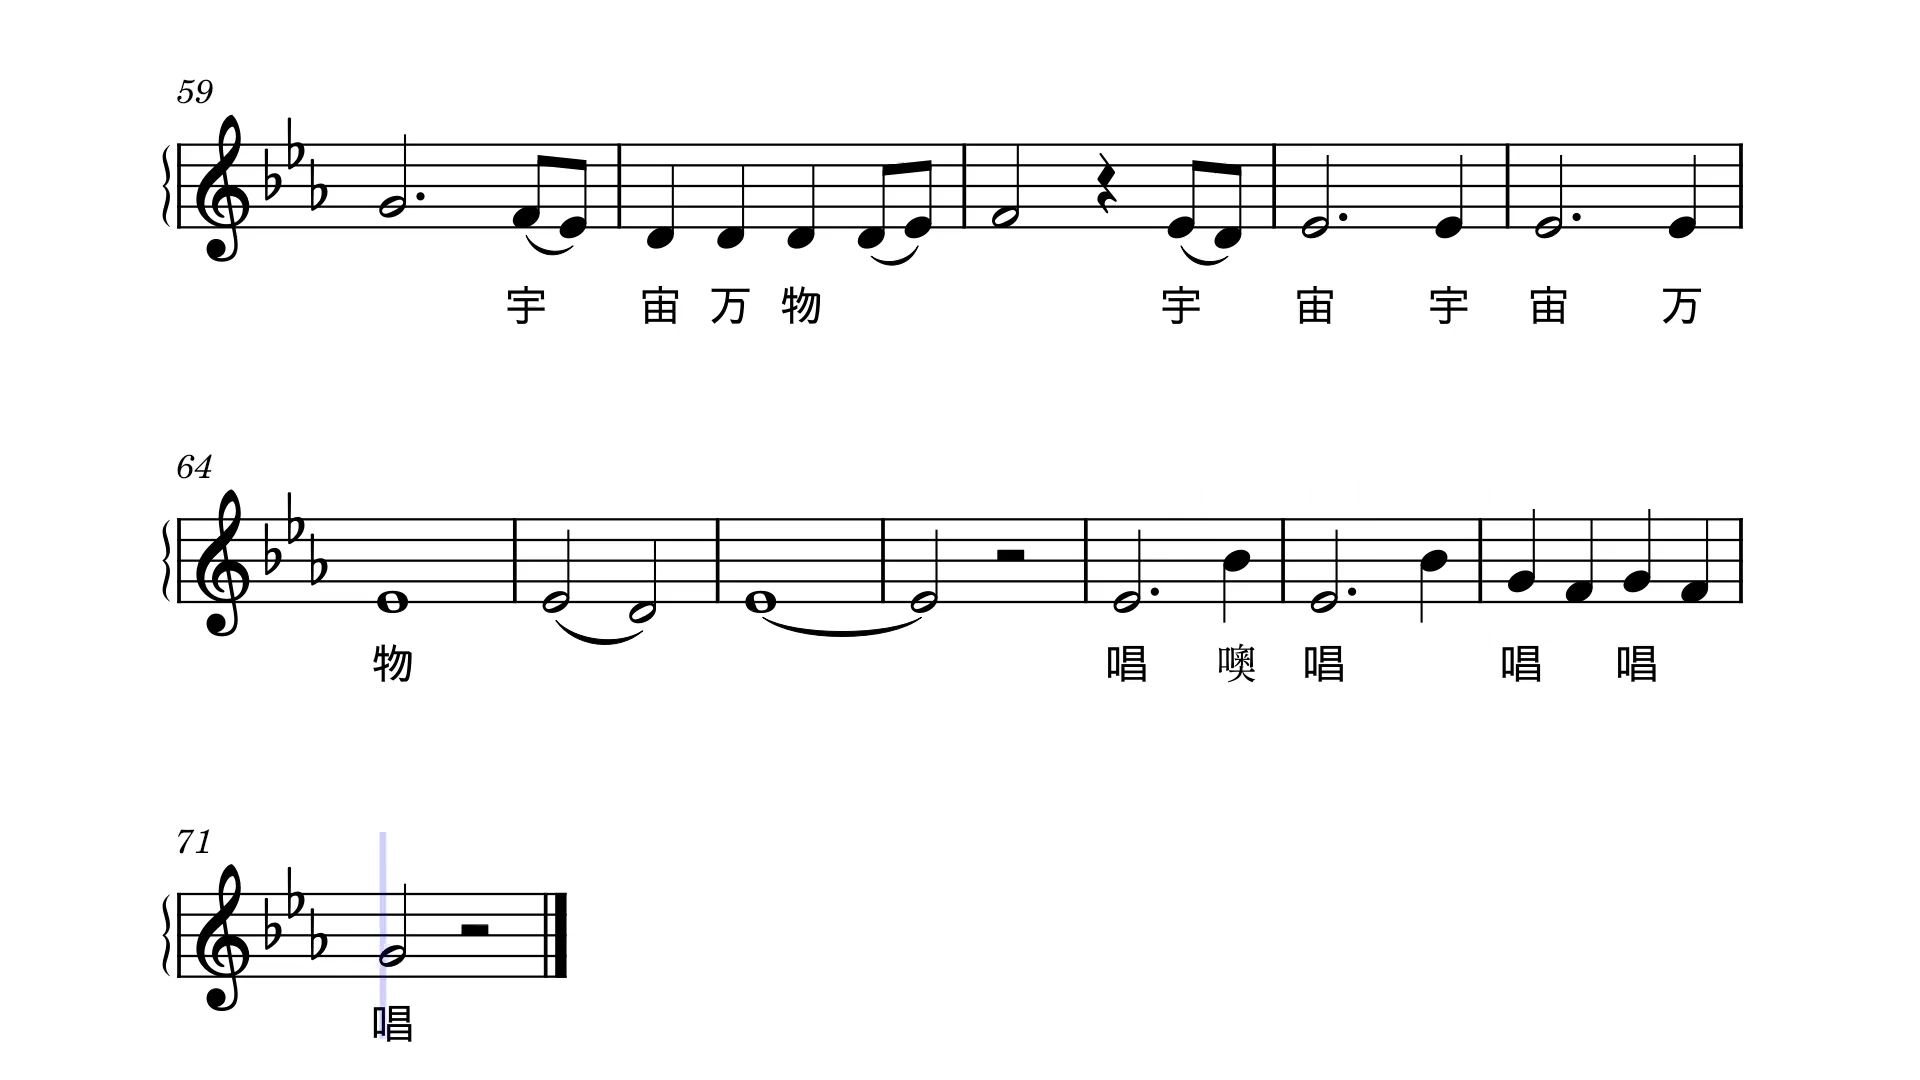 59
宇 宙 万 物 宇 宙 宇 宙 万
64
物 唱 噢 唱 唱 唱
71
唱